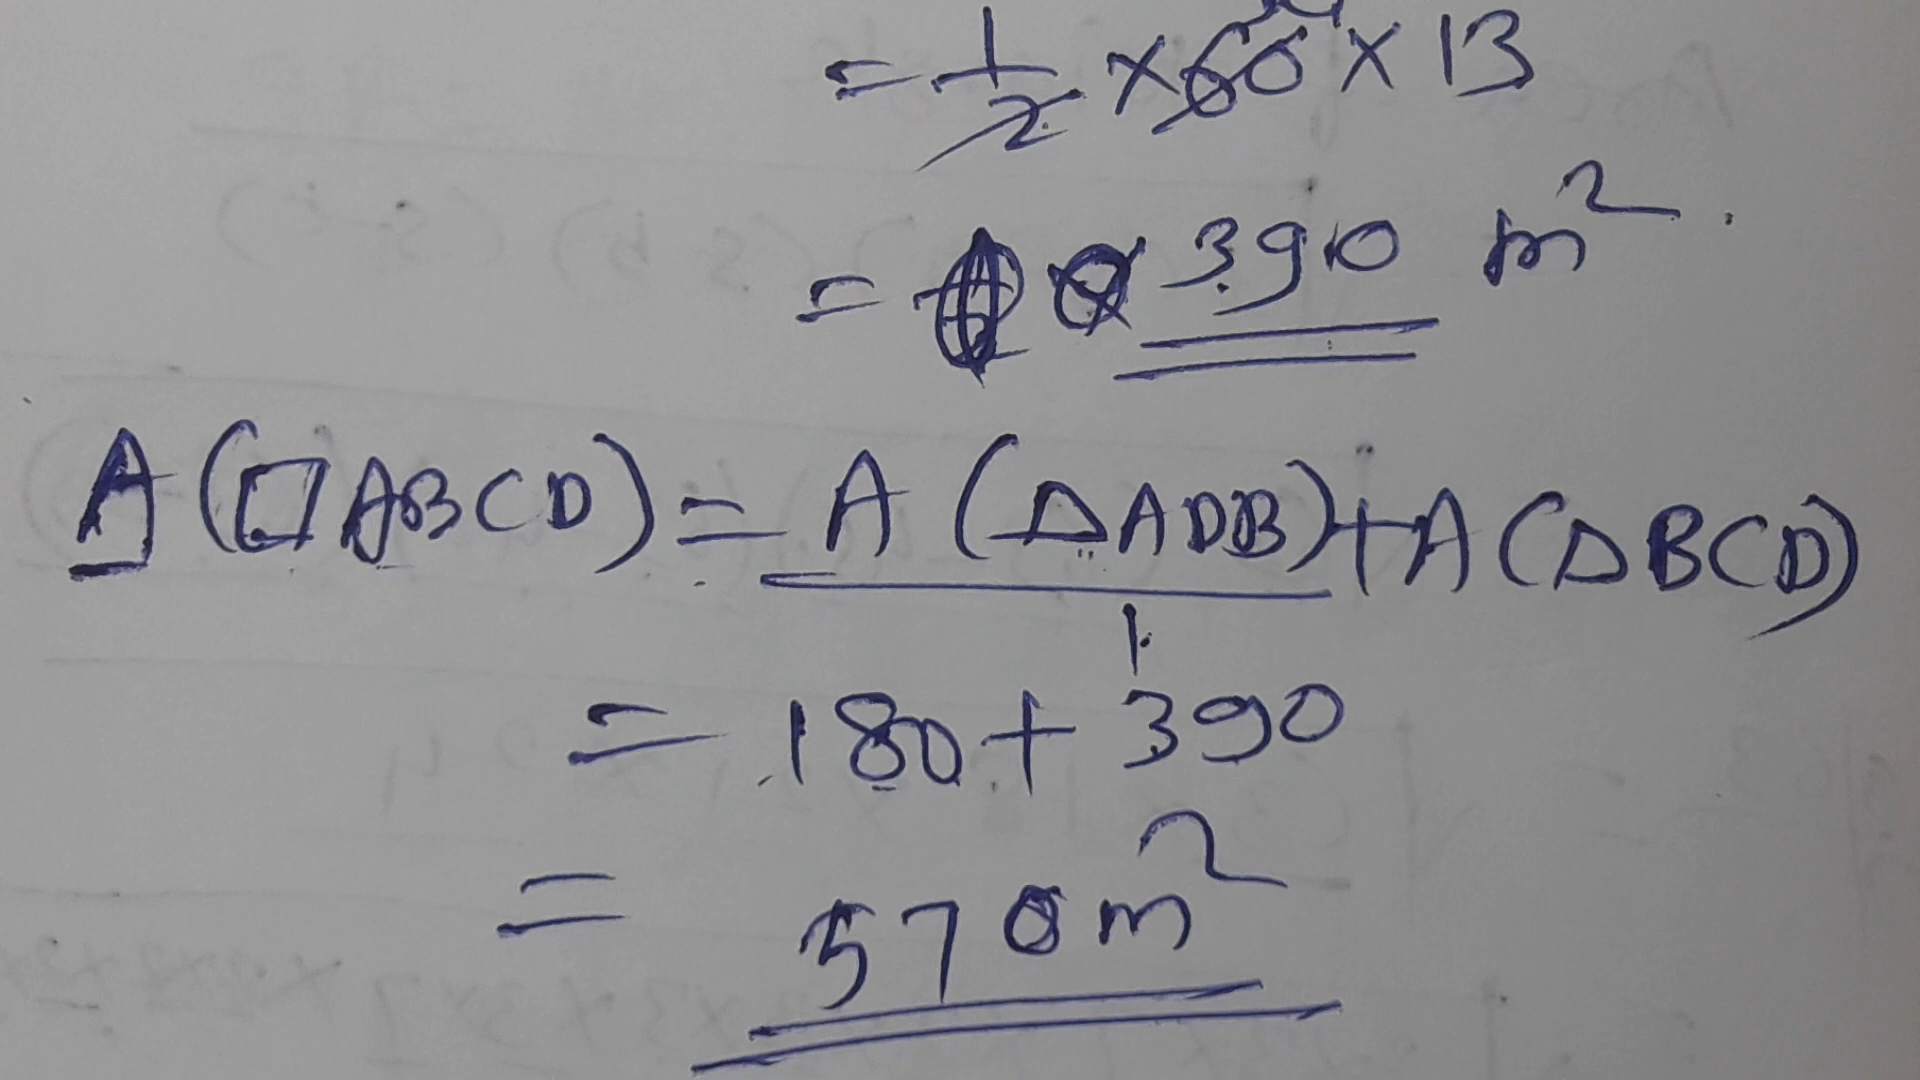 = 1/2 × 60 × 13
= 390 m²
A (□ ABCD) = A (△ ADB) + A (△ BCD)
= 180 + 390
= 570 m²